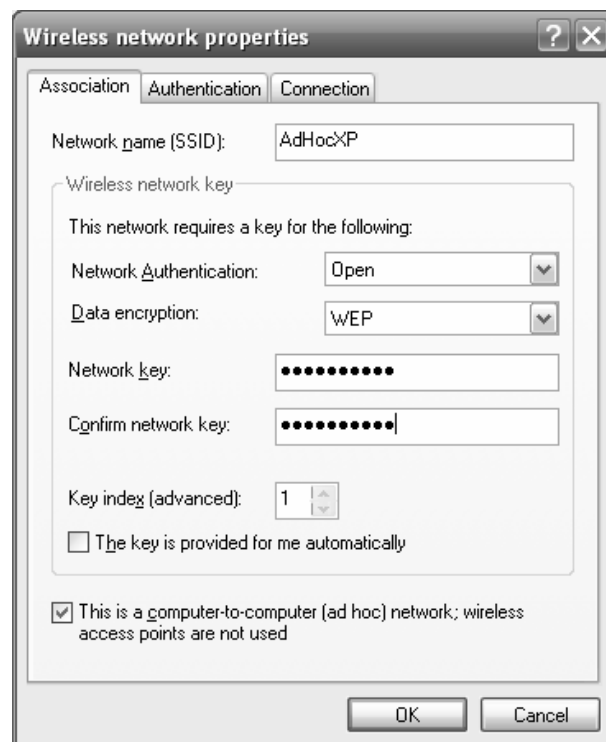 Wireless network properties
Association Authentication Connection
Network name (SSID): AdHocXP
Wireless network key
This network requires a key for the following:
Network Authentication: Open
Data encryption: WEP
Network key: ●●●●●●●●●●
Confirm network key: ●●●●●●●●●●
Key index (advanced): 1
The key is provided for me automatically
This is a computer-to-computer (ad hoc) network; wireless
access points are not used
OK Cancel